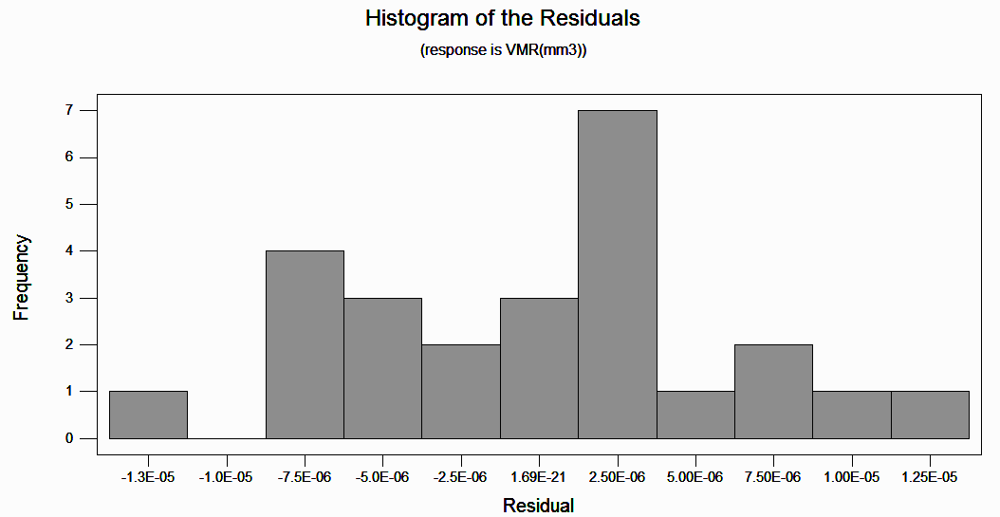 Histogram of the Residuals
(response is VMR(mm3))
7
6
5
4
3
2
1
0
Frequency
-1.3E-05 -1.0E-05 -7.5E-06 -5.0E-06 -2.5E-06 1.69E-21 2.50E-06 5.00E-06 7.50E-06 1.00E-05 1.25E-05
Residual